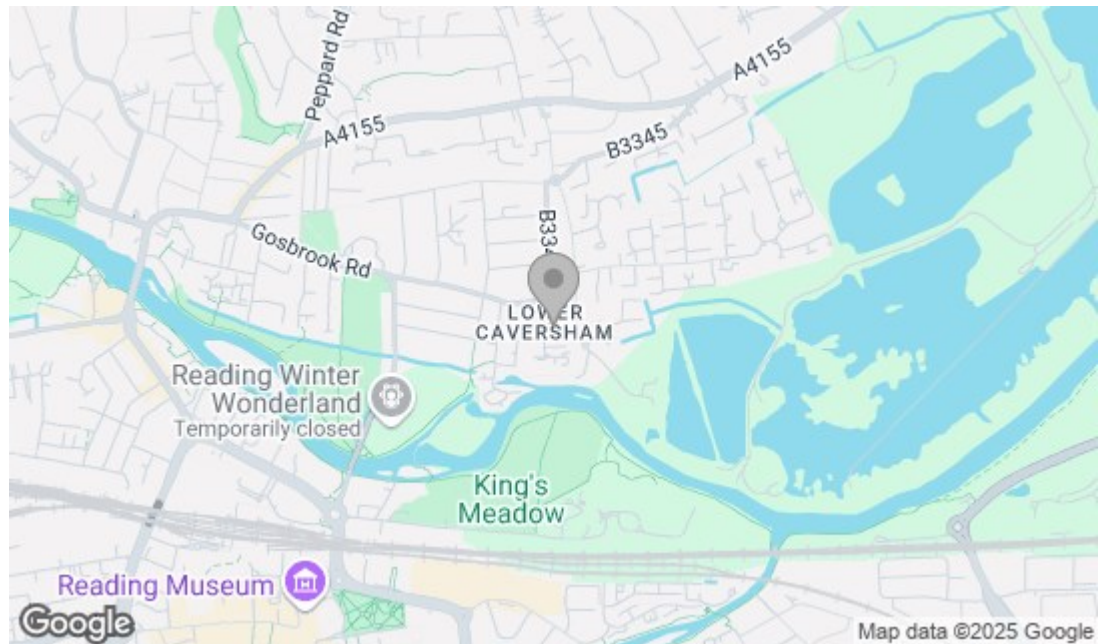 Peppard Rd
A4155
A4155
B3345
B334
Gosbrook Rd
LOWER
CAVERSHAM
Reading Winter
Wonderland
Temporarily closed
King's
Meadow
Reading Museum
Google
Map data ©2025 Google